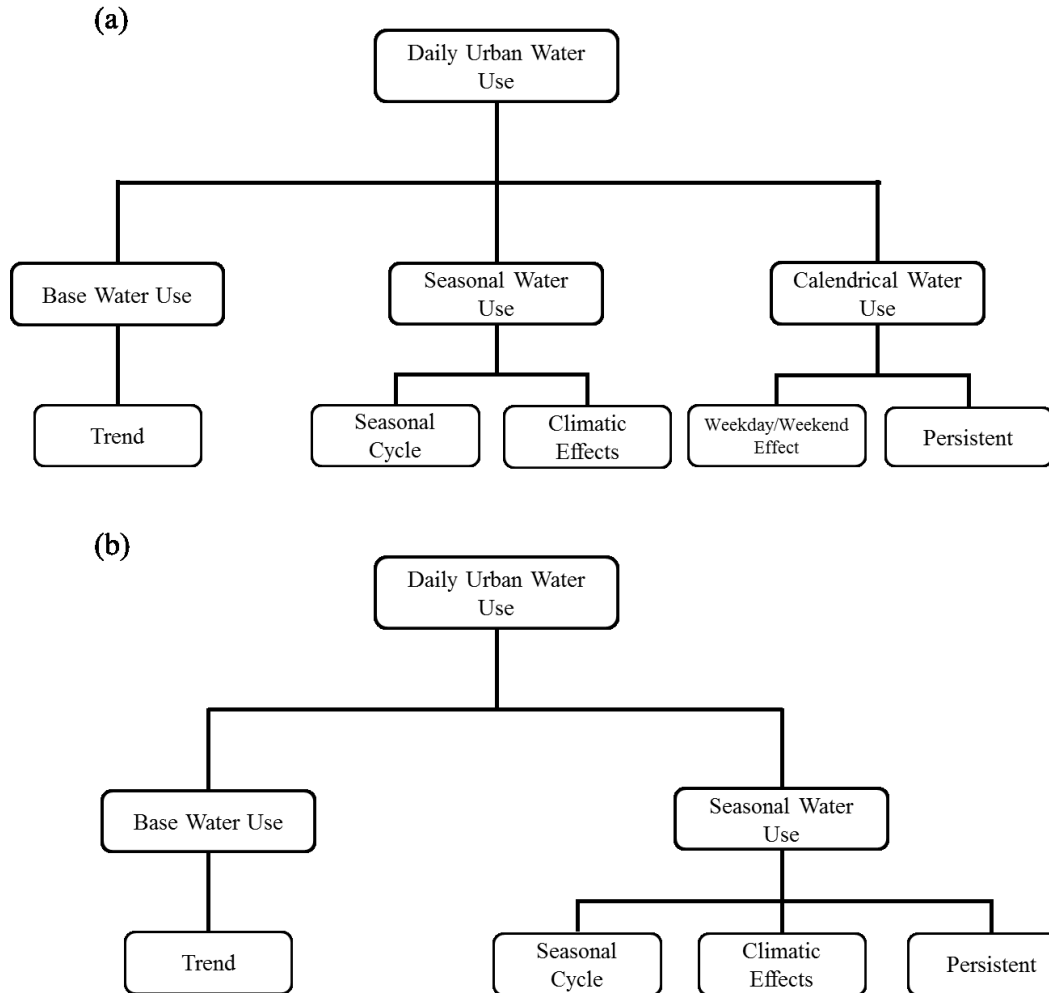 (a)
Daily Urban Water
Use
Base Water Use
Seasonal Water
Use
Calendrical Water
Use
Trend
Seasonal
Cycle
Climatic
Effects
Weekday/Weekend
Effect
Persistent
(b)
Daily Urban Water
Use
Base Water Use
Seasonal Water
Use
Trend
Seasonal
Cycle
Climatic
Effects
Persistent